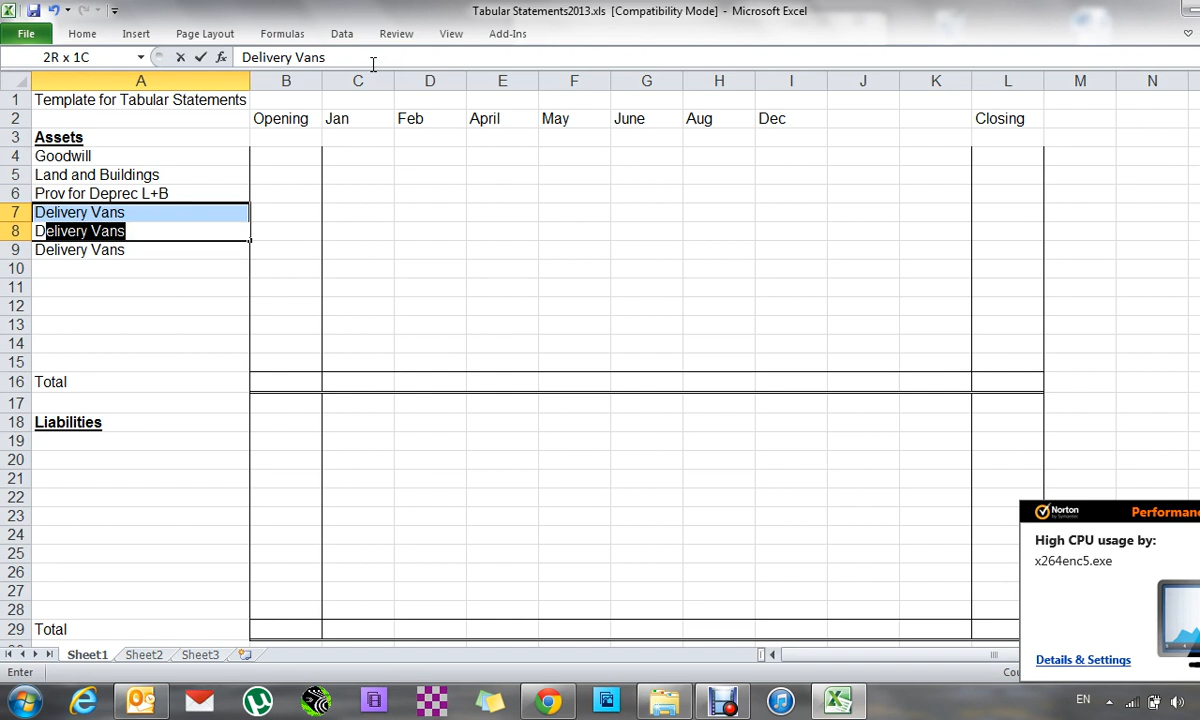 Tabular Statements2013.xls [Compatibility Mode] - Microsoft Excel
File Home Insert Page Layout Formulas Data Review View Add-Ins
2R x 1C fx Delivery Vans
A B C D E F G H I J K L M N
1 Template for Tabular Statements
2 Opening Jan Feb April May June Aug Dec Closing
3 Assets
4 Goodwill
5 Land and Buildings
6 Prov for Deprec L+B
7 Delivery Vans
8 Delivery Vans
9 Delivery Vans
10
11
12
13
14
15
16 Total
17
18 Liabilities
19
20
21
22
23
24
25
26
27
28
29 Total
Norton
by Symantec
High CPU usage by:
x264enc5.exe
Details & Settings
Sheet1 Sheet2 Sheet3
Enter
EN